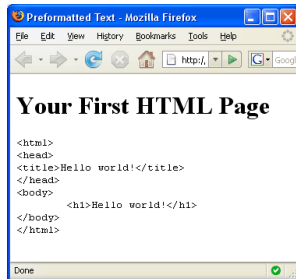 Preformatted Text - Mozilla Firefox
File Edit View History Bookmarks Tools Help
http:/, G Goog
Your First HTML Page
<html>
<head>
<title>Hello world!</title>
</head>
<body>
<h1>Hello world!</h1>
</body>
</html>
Done